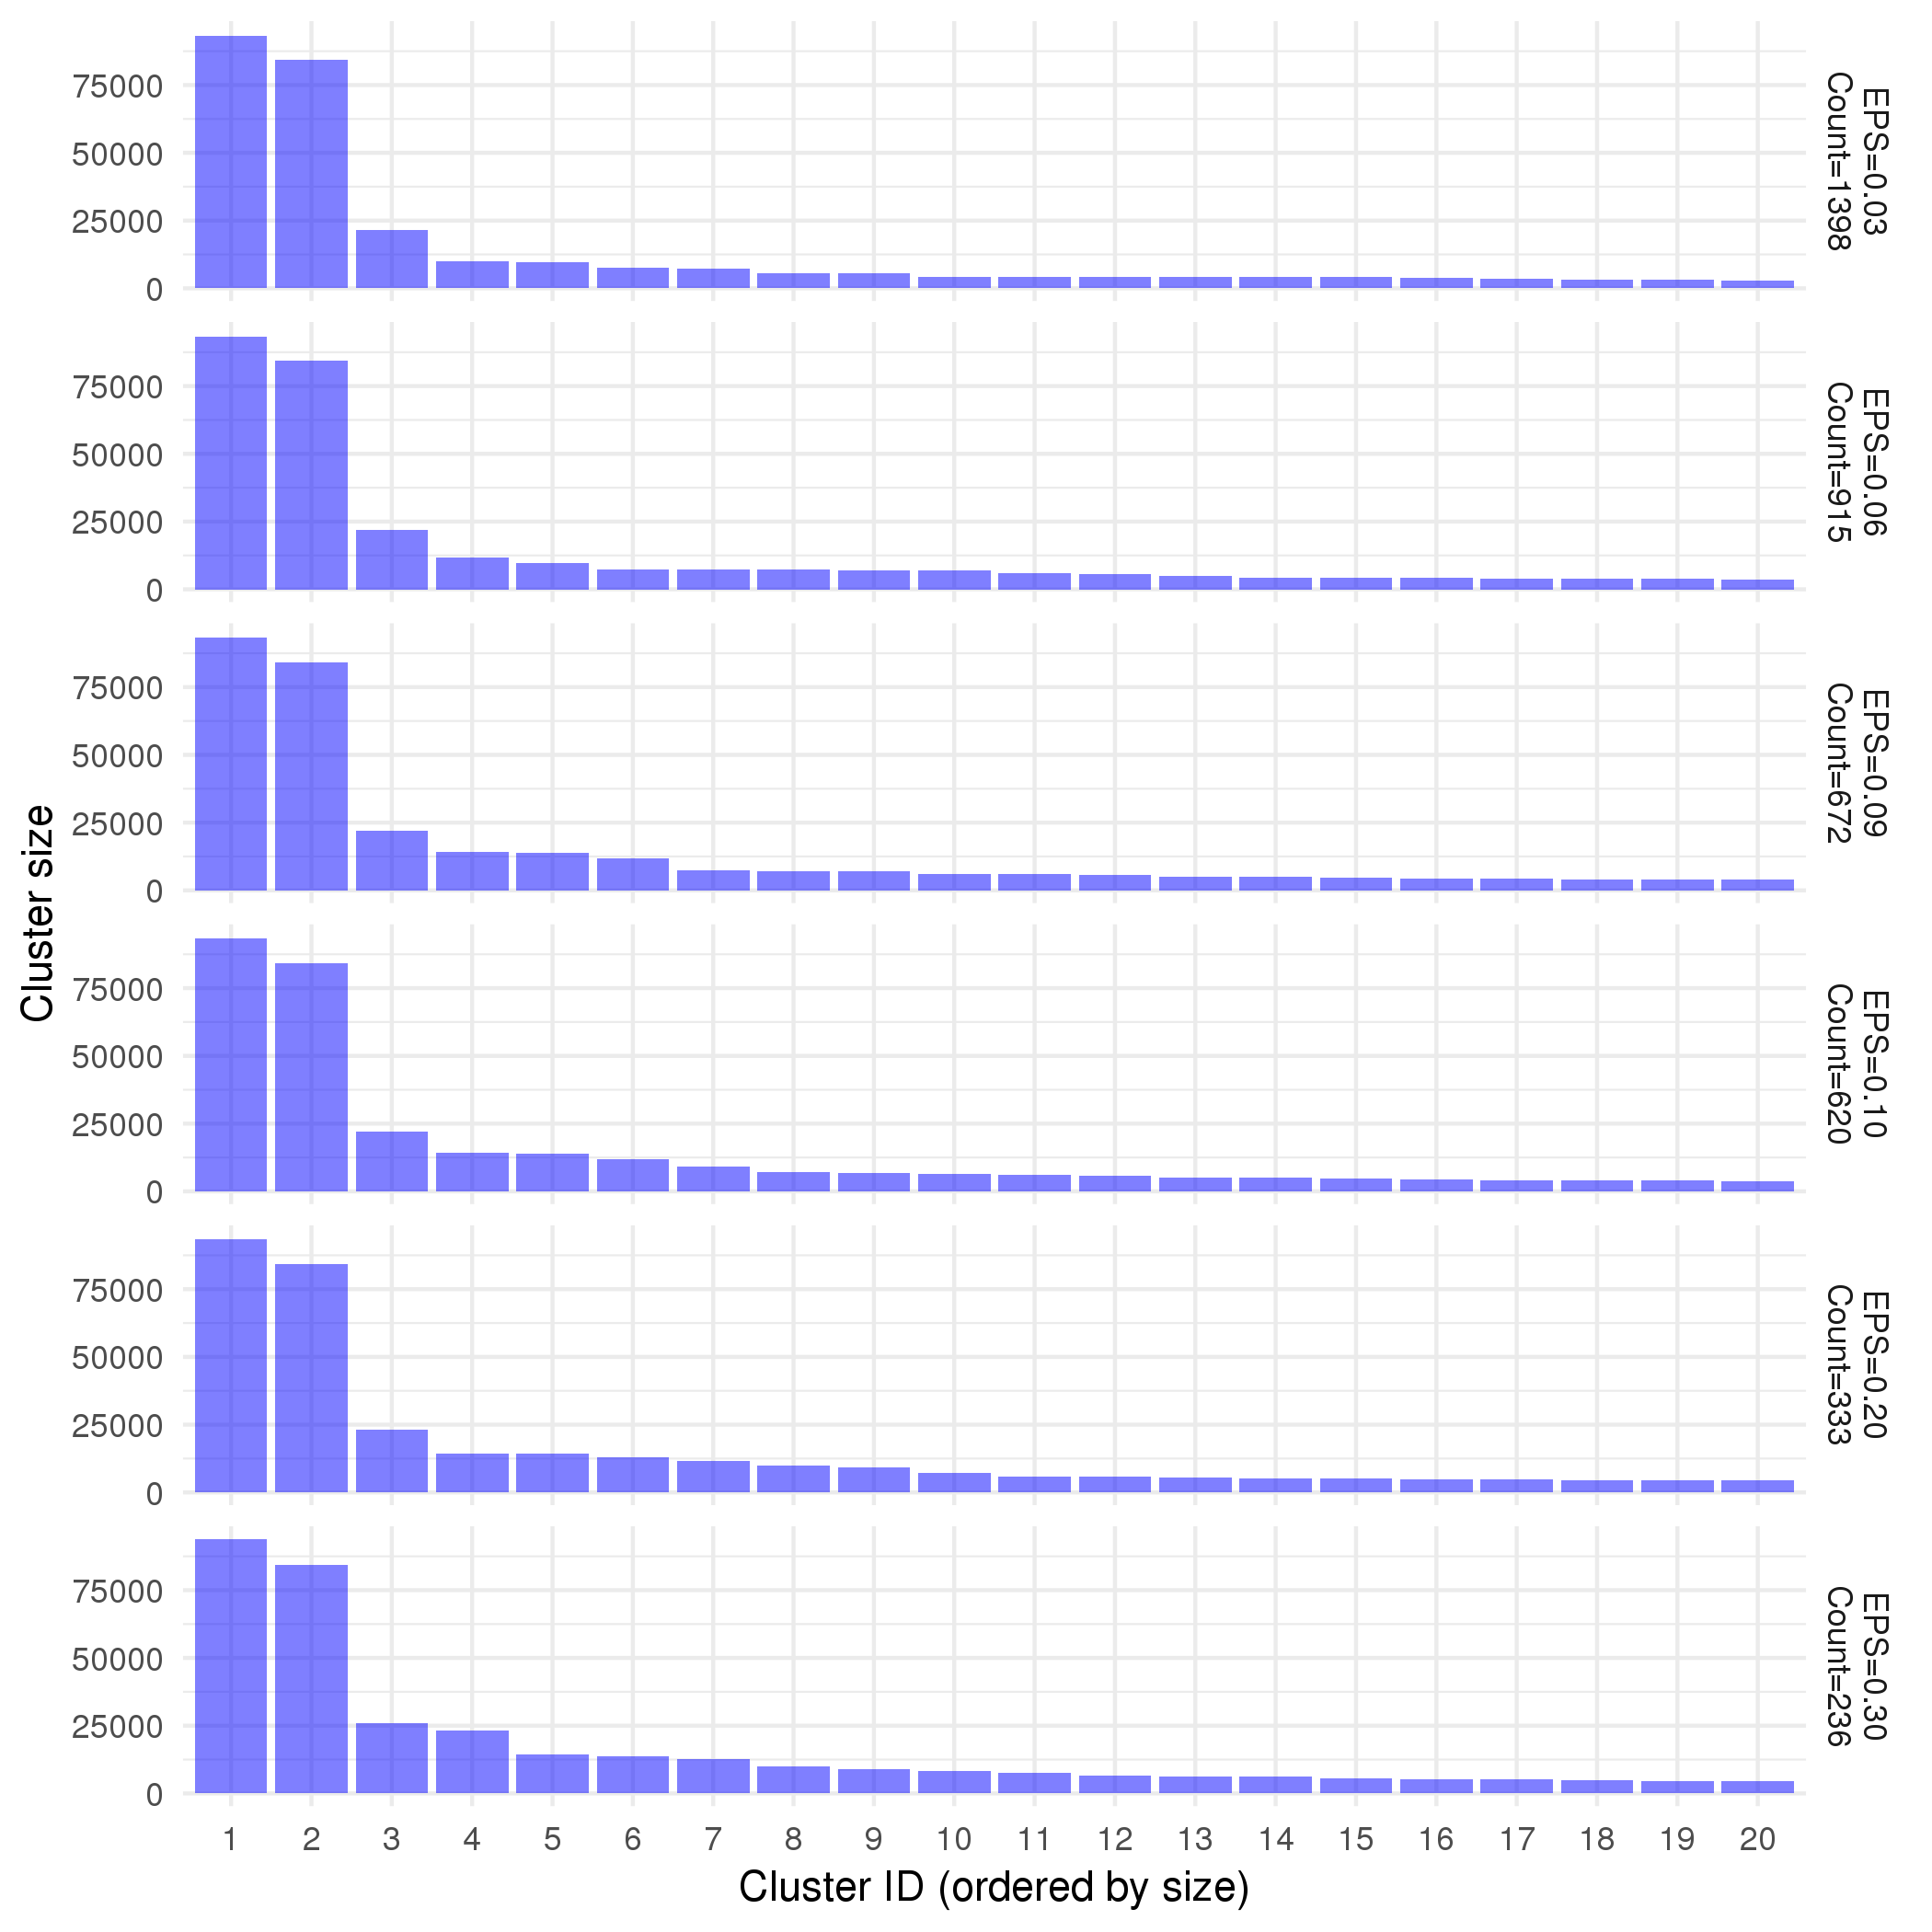 75000
50000
25000
0
EPS=0.03
Count=1398
75000
50000
25000
0
EPS=0.06
Count=915
75000
50000
25000
0
EPS=0.09
Count=672
Cluster size
75000
50000
25000
0
EPS=0.10
Count=620
75000
50000
25000
0
EPS=0.20
Count=333
75000
50000
25000
0
EPS=0.30
Count=236
1 2 3 4 5 6 7 8 9 10 11 12 13 14 15 16 17 18 19 20
Cluster ID (ordered by size)